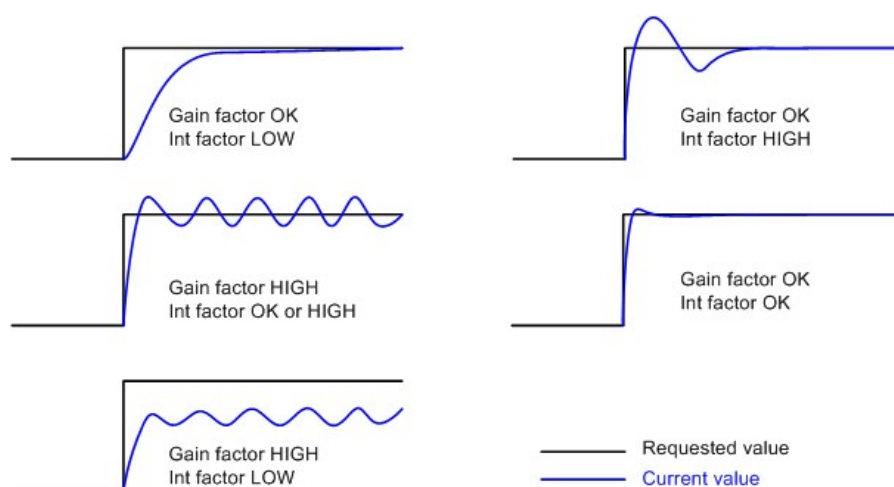 Gain factor OK
Int factor LOW
Gain factor OK
Int factor HIGH
Gain factor HIGH
Int factor OK or HIGH
Gain factor OK
Int factor OK
Gain factor HIGH
Int factor LOW
Requested value
Current value